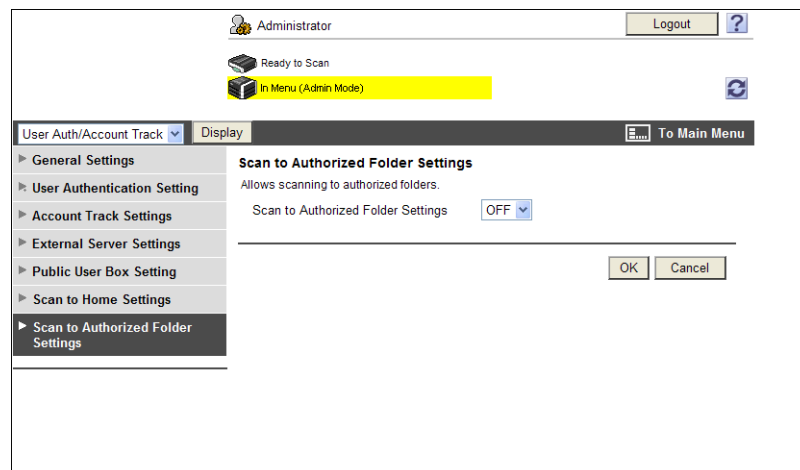 Administrator
Logout
?
Ready to Scan
In Menu (Admin Mode)
User Auth/Account Track
Display
To Main Menu
General Settings
User Authentication Setting
Account Track Settings
External Server Settings
Public User Box Setting
Scan to Home Settings
Scan to Authorized Folder
Settings
Scan to Authorized Folder Settings
Allows scanning to authorized folders.
Scan to Authorized Folder Settings
OFF
OK
Cancel